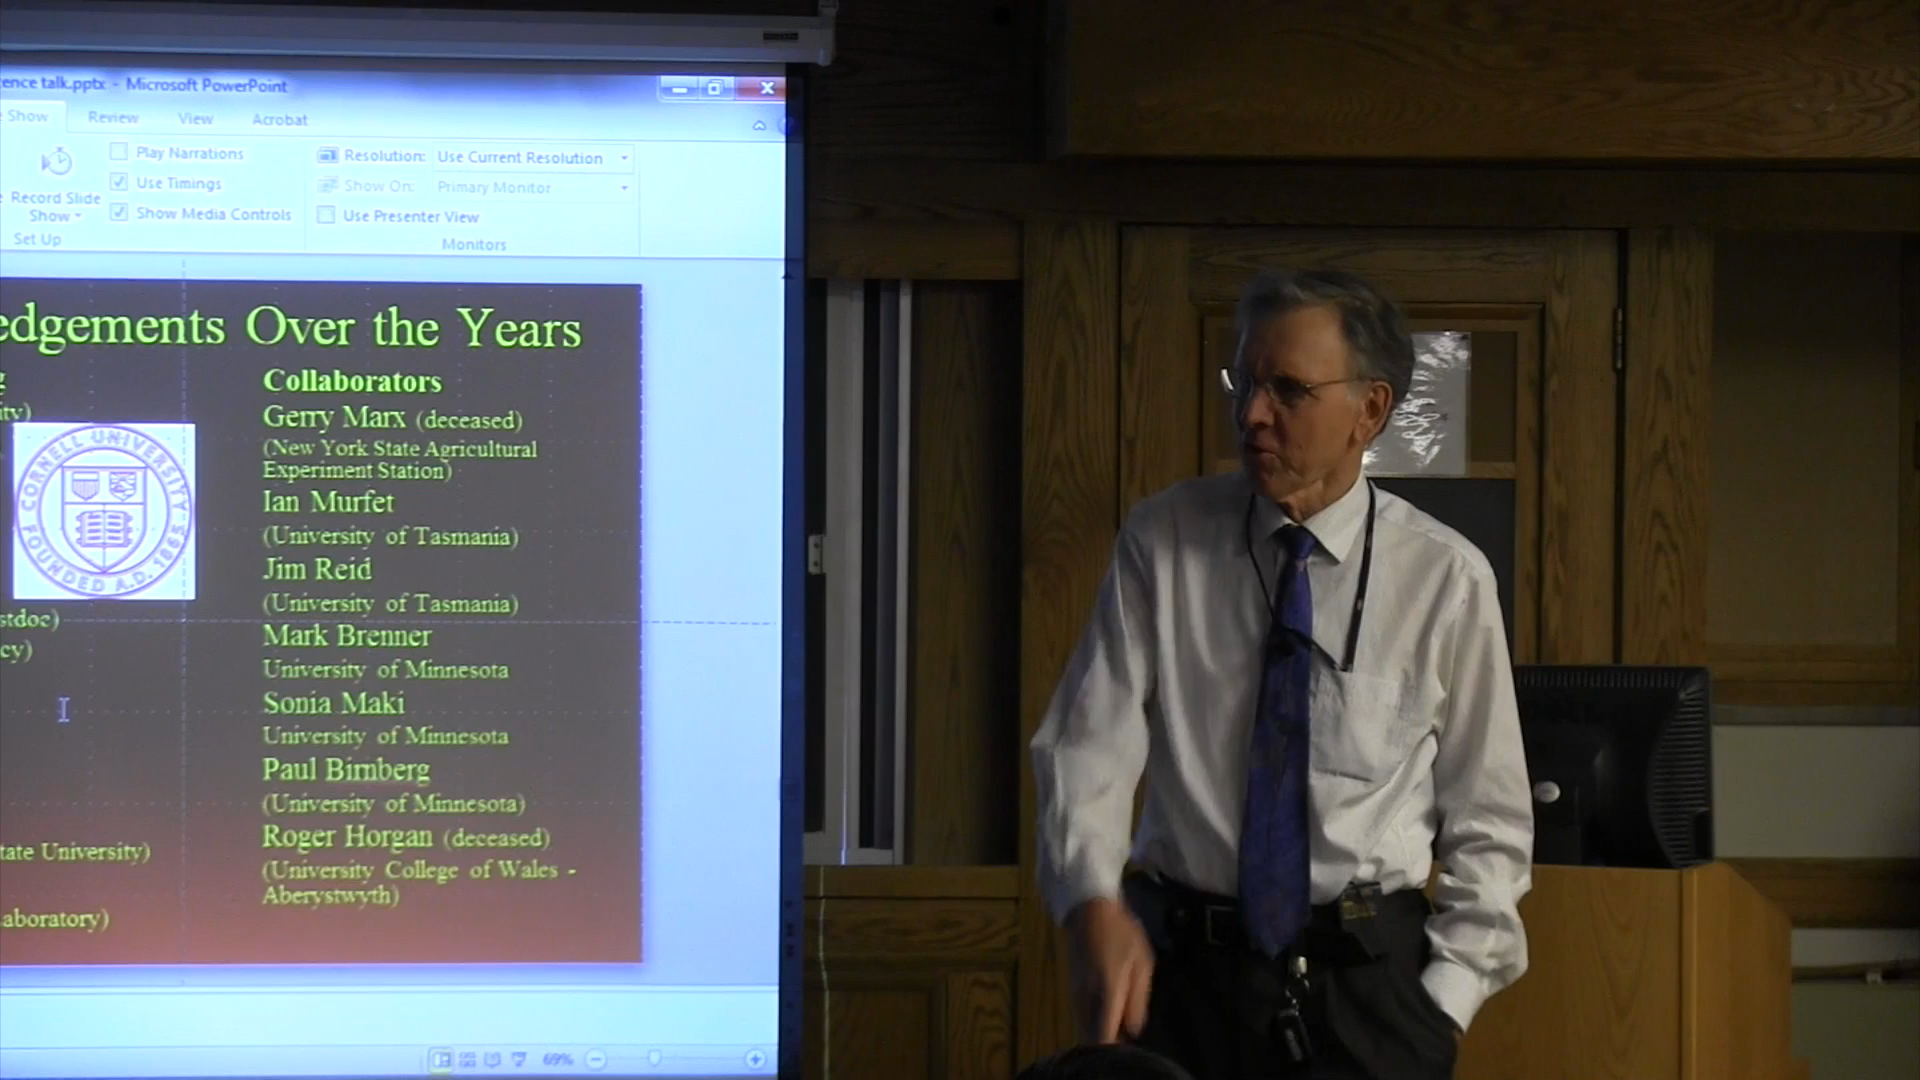 ence talk.pptx - Microsoft PowerPoint
Show Review View Acrobat
Play Narrations
Use Timings
Show Media Controls
Record Slide
Show
Set Up
Resolution: Use Current Resolution
Show On: Primary Monitor
Use Presenter View
Monitors
edgements Over the Years
ity)
CORNELL UNIVERSITY
FOUNDED A.D. 1865
stdoc)
cy)
tate University)
aboratory)
Collaborators
Gerry Marx (deceased)
(New York State Agricultural
Experiment Station)
Ian Murfet
(University of Tasmania)
Jim Reid
(University of Tasmania)
Mark Brenner
University of Minnesota
Sonia Maki
University of Minnesota
Paul Birnberg
(University of Minnesota)
Roger Horgan (deceased)
(University College of Wales -
Aberystwyth)
69%